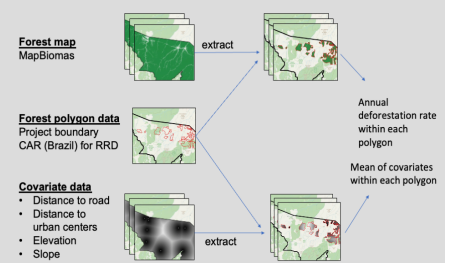 Forest map
MapBiomas
extract
Forest polygon data
Project boundary
CAR (Brazil) for RRD
Annual
deforestation rate
within each
polygon
Mean of covariates
within each polygon
Covariate data
• Distance to road
• Distance to
urban centers
• Elevation
• Slope
extract